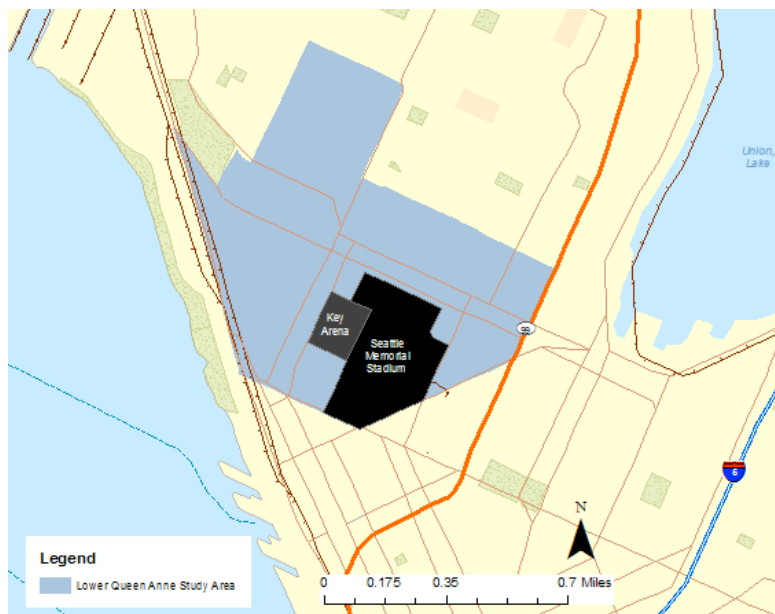 Union,
Lake
Key
Arena
Seattle
Memorial
Stadium
99
6
N
Legend
Lower Queen Anne Study Area
0 0.175 0.35 0.7 Miles